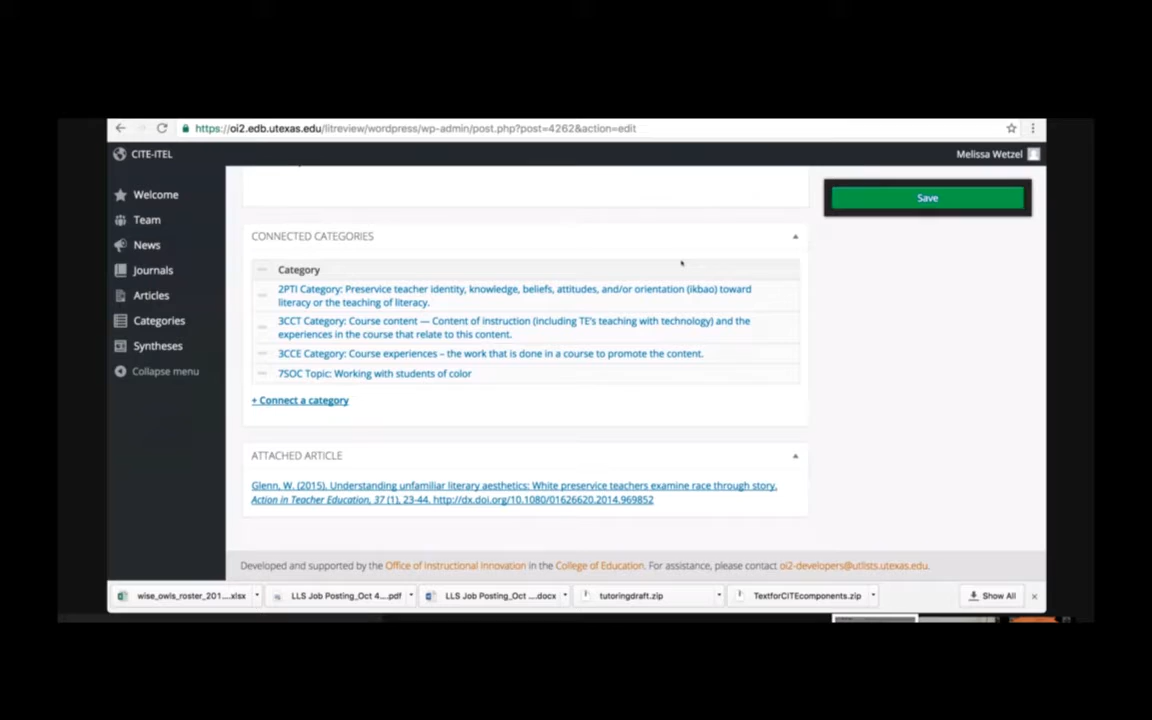 https://oi2.edb.utexas.edu/litreview/wordpress/wp-admin/post.php?post=4262&action=edit
CITE-ITEL
Melissa Wetzel
Welcome
Team
News
Journals
Articles
Categories
Syntheses
Collapse menu
Save
CONNECTED CATEGORIES
Category
2PTI Category: Preservice teacher identity, knowledge, beliefs, attitudes, and/or orientation (ikbao) toward
literacy or the teaching of literacy.
3CCT Category: Course content — Content of instruction (including TE's teaching with technology) and the
experiences in the course that relate to this content.
3CCE Category: Course experiences – the work that is done in a course to promote the content.
7SOC Topic: Working with students of color
+ Connect a category
ATTACHED ARTICLE
Glenn, W. (2015). Understanding unfamiliar literary aesthetics: White preservice teachers examine race through story.
Action in Teacher Education, 37 (1), 23-44. http://dx.doi.org/10.1080/01626620.2014.969852
Developed and supported by the Office of Instructional Innovation in the College of Education. For assistance, please contact oi2-developers@utlists.utexas.edu.
wise_owls_roster_201....xlsx
LLS Job Posting_Oct 4....pdf
LLS Job Posting_Oct ....docx
tutoringdraft.zip
TextforCITEcomponents.zip
Show All